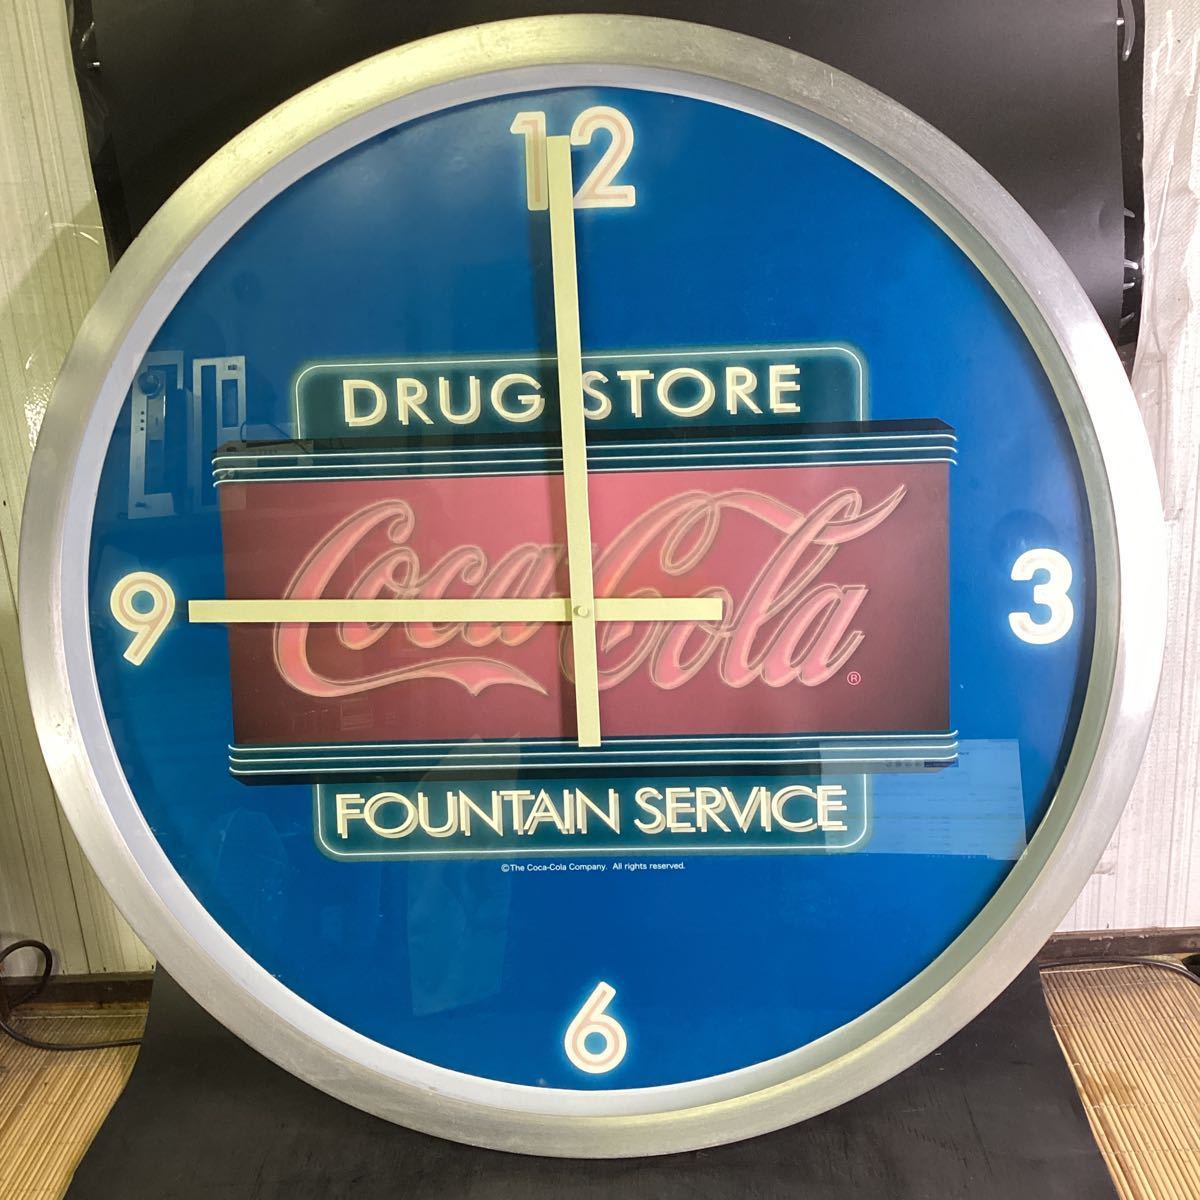 12
DRUG STORE
Coca-Cola ®
9 3
FOUNTAIN SERVICE
©The Coca-Cola Company. All rights reserved.
6